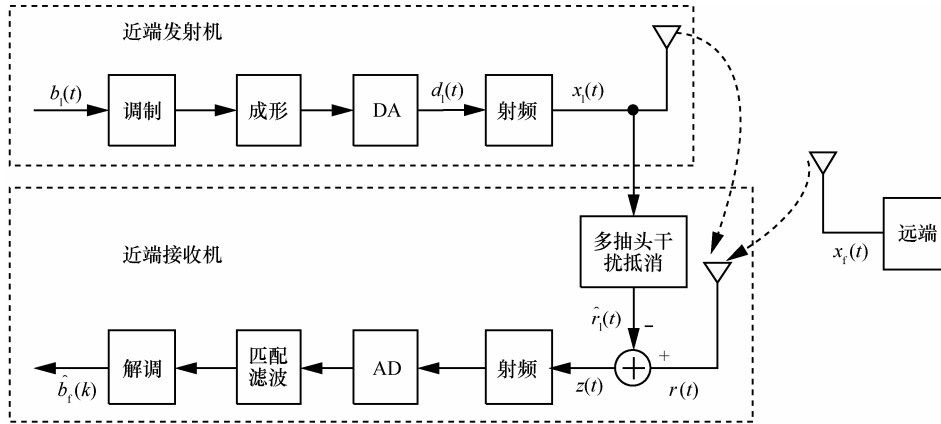 近端发射机
b_l(t)
调制
成形
DA
d_l(t)
射频
x_l(t)
近端接收机
多抽头干
扰抵消
远端
x_f(t)
r̂_l(t)
−
+
r(t)
z(t)
射频
AD
匹配
滤波
解调
b̂_f(k)